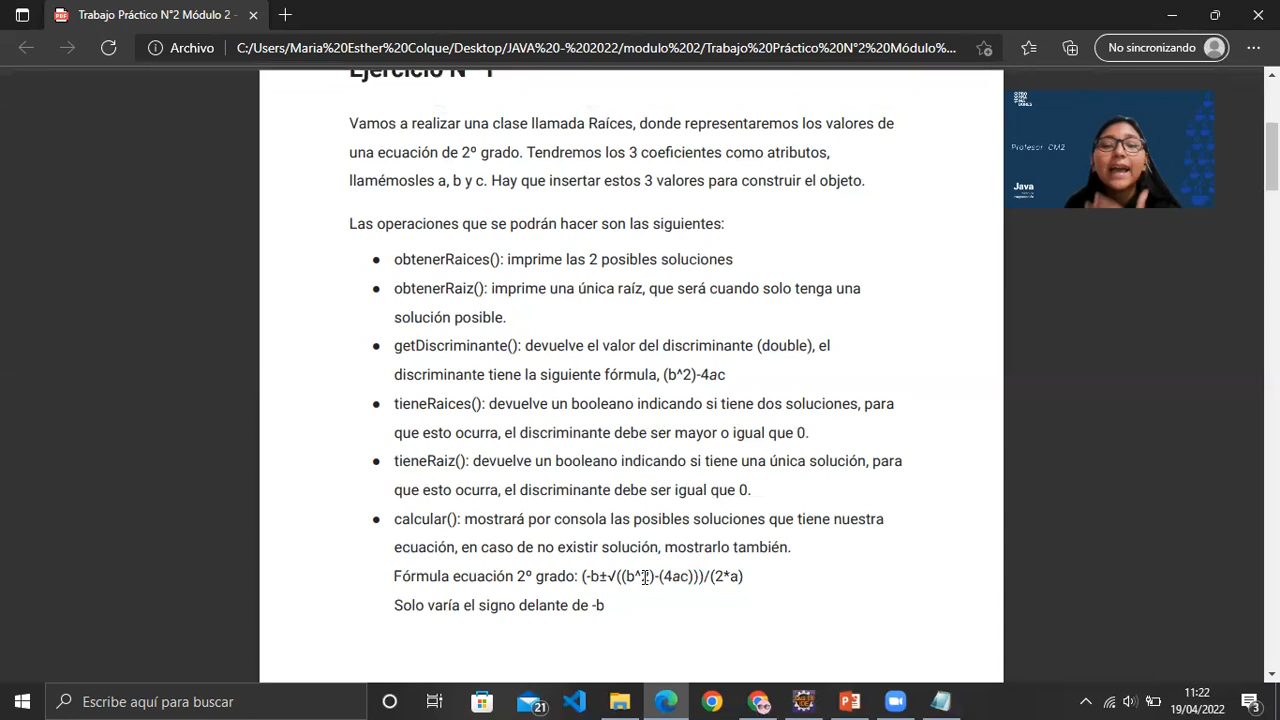 Trabajo Práctico N°2 Módulo 2 -
Archivo
C:/Users/Maria%20Esther%20Colque/Desktop/JAVA%20-%202022/modulo%202/Trabajo%20Práctico%20N°2%20Módulo%...
No sincronizando
Ejercicio N° 1
Vamos a realizar una clase llamada Raíces, donde representaremos los valores de
una ecuación de 2º grado. Tendremos los 3 coeficientes como atributos,
llamémosles a, b y c. Hay que insertar estos 3 valores para construir el objeto.
Las operaciones que se podrán hacer son las siguientes:
● obtenerRaices(): imprime las 2 posibles soluciones
● obtenerRaiz(): imprime una única raíz, que será cuando solo tenga una
solución posible.
● getDiscriminante(): devuelve el valor del discriminante (double), el
discriminante tiene la siguiente fórmula, (b^2)-4ac
● tieneRaices(): devuelve un booleano indicando si tiene dos soluciones, para
que esto ocurra, el discriminante debe ser mayor o igual que 0.
● tieneRaiz(): devuelve un booleano indicando si tiene una única solución, para
que esto ocurra, el discriminante debe ser igual que 0.
● calcular(): mostrará por consola las posibles soluciones que tiene nuestra
ecuación, en caso de no existir solución, mostrarlo también.
Fórmula ecuación 2º grado: (-b±√((b^2)-(4ac)))/(2*a)
Solo varía el signo delante de -b
Profesor CM2
Java
Escribe aquí para buscar
21
11:22
19/04/2022
3